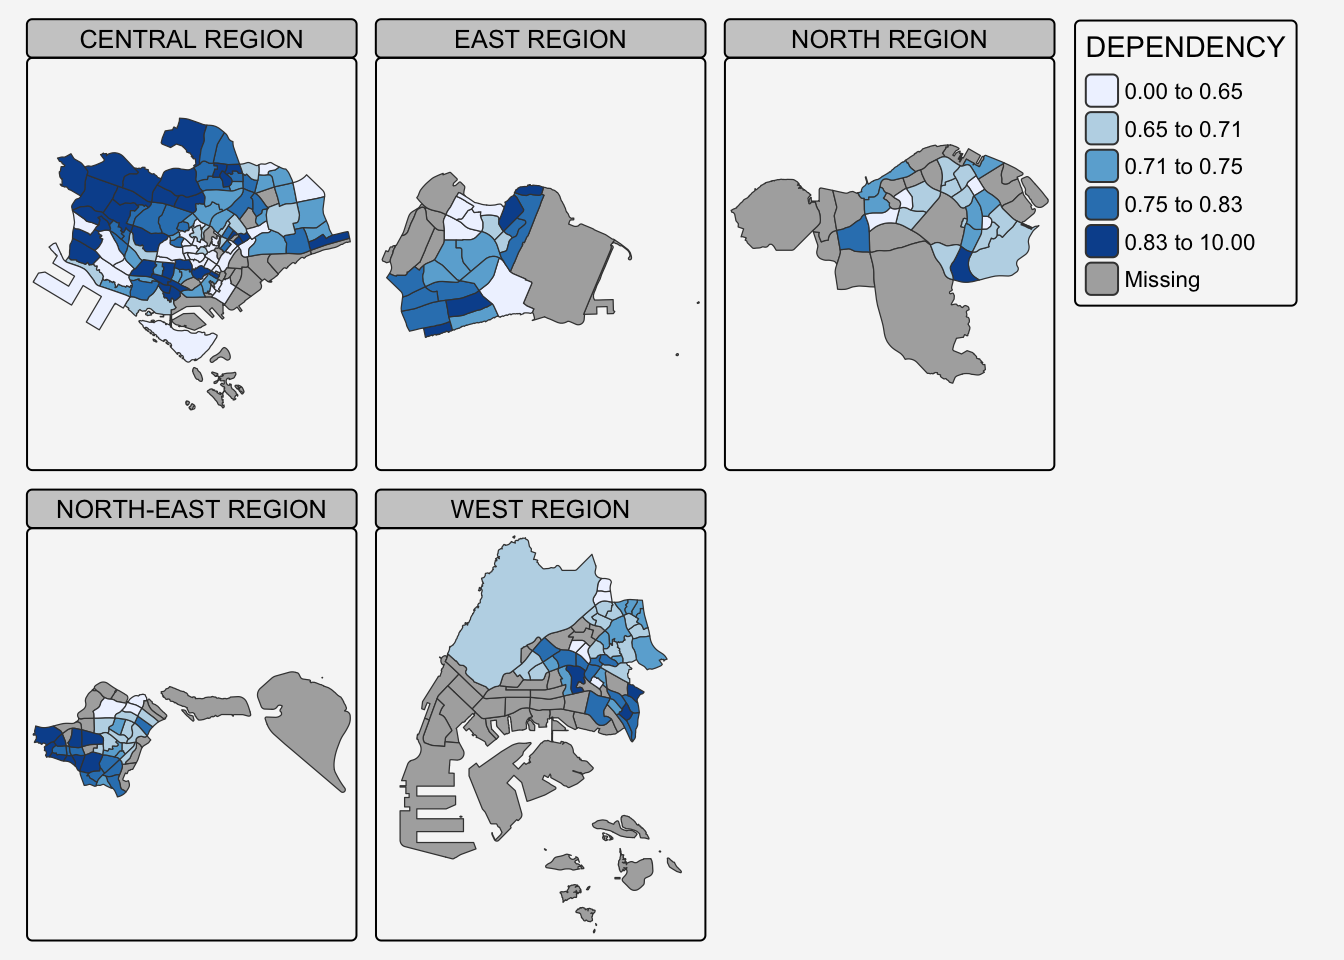 CENTRAL REGION
EAST REGION
NORTH REGION
DEPENDENCY
0.00 to 0.65
0.65 to 0.71
0.71 to 0.75
0.75 to 0.83
0.83 to 10.00
Missing
NORTH-EAST REGION
WEST REGION